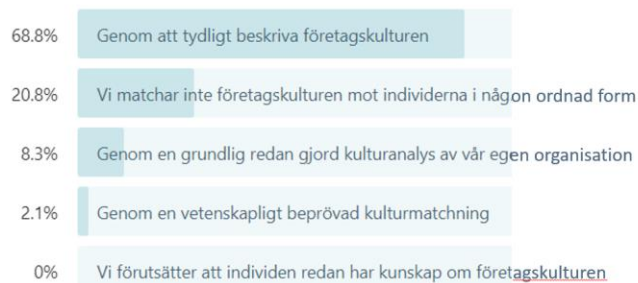 68.8% Genom att tydligt beskriva företagskulturen
20.8% Vi matchar inte företagskulturen mot individerna i någon ordnad form
8.3% Genom en grundlig redan gjord kulturanalys av vår egen organisation
2.1% Genom en vetenskapligt beprövad kulturmatchning
0% Vi förutsätter att individen redan har kunskap om företagskulturen